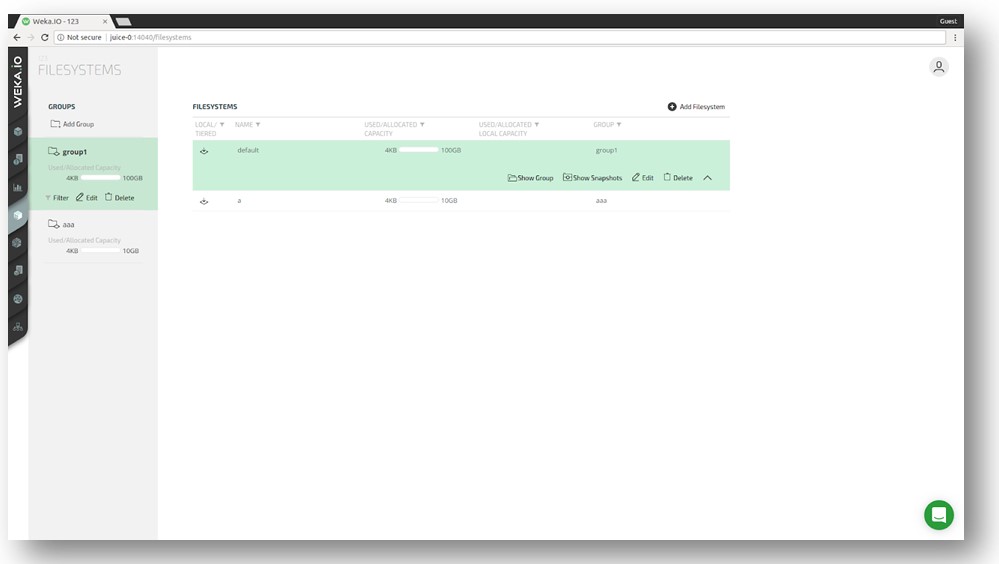 Weka.IO - 123
Guest
Not secure | juice-0:14040/filesystems
WEKA.iO
123
FILESYSTEMS
GROUPS
Add Group
group1
Used/Allocated Capacity
4KB 100GB
Filter Edit Delete
aaa
Used/Allocated Capacity
4KB 10GB
FILESYSTEMS
Add Filesystem
LOCAL/ TIERED NAME USED/ALLOCATED CAPACITY USED/ALLOCATED LOCAL CAPACITY GROUP
default 4KB 100GB group1
Show Group Show Snapshots Edit Delete
a 4KB 10GB aaa